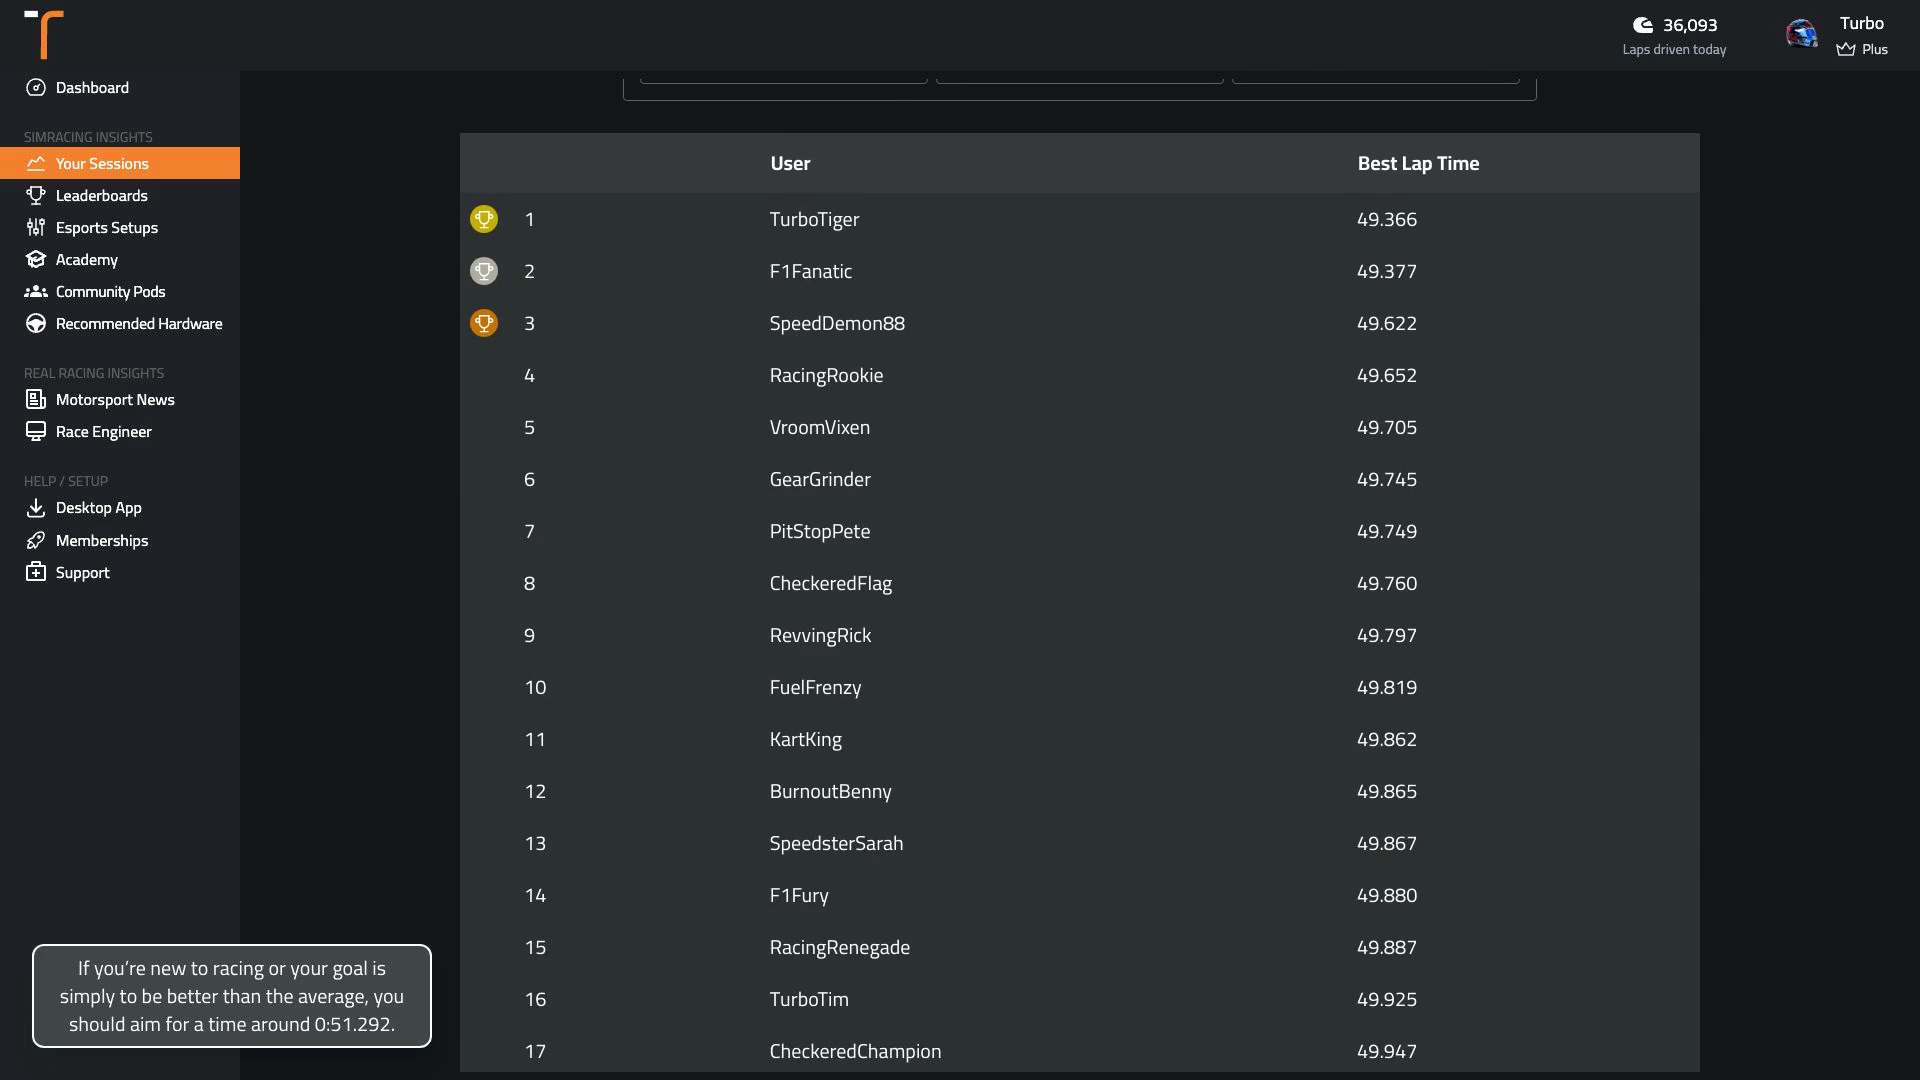 36,093
Laps driven today
Turbo
Plus
Dashboard
SIMRACING INSIGHTS
Your Sessions
Leaderboards
Esports Setups
Academy
Community Pods
Recommended Hardware
REAL RACING INSIGHTS
Motorsport News
Race Engineer
HELP / SETUP
Desktop App
Memberships
Support
If you’re new to racing or your goal is
simply to be better than the average, you
should aim for a time around 0:51.292.
User Best Lap Time
1 TurboTiger 49.366
2 F1Fanatic 49.377
3 SpeedDemon88 49.622
4 RacingRookie 49.652
5 VroomVixen 49.705
6 GearGrinder 49.745
7 PitStopPete 49.749
8 CheckeredFlag 49.760
9 RevvingRick 49.797
10 FuelFrenzy 49.819
11 KartKing 49.862
12 BurnoutBenny 49.865
13 SpeedsterSarah 49.867
14 F1Fury 49.880
15 RacingRenegade 49.887
16 TurboTim 49.925
17 CheckeredChampion 49.947